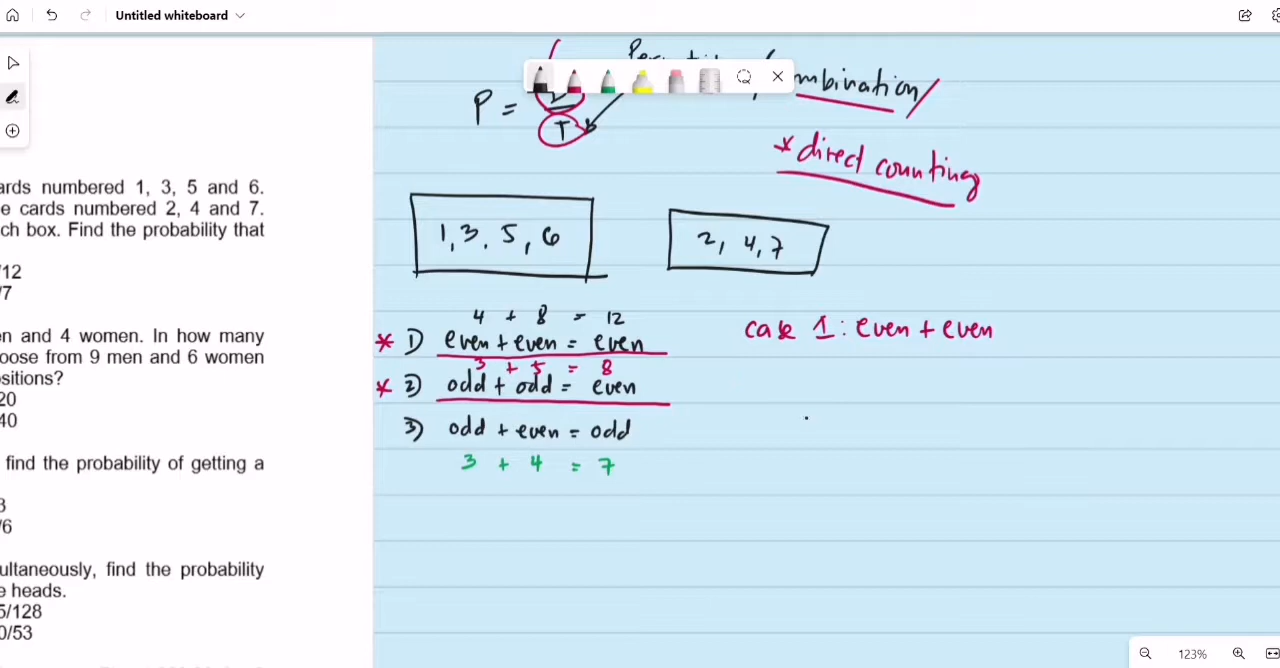 Untitled whiteboard
ards numbered 1, 3, 5 and 6.
e cards numbered 2, 4 and 7.
ch box. Find the probability that
/12
/7
en and 4 women. In how many
oose from 9 men and 6 women
sitions?
20
40
find the probability of getting a
3
/6
ultaneously, find the probability
e heads.
5/128
0/53
mbination
P =
T
* direct counting
1, 3, 5, 6
2, 4, 7
4 + 8 = 12
* 1) even + even = even
3 + 5 = 8
* 2) odd + odd = even
3) odd + even = odd
3 + 4 = 7
case 1: even + even
123%